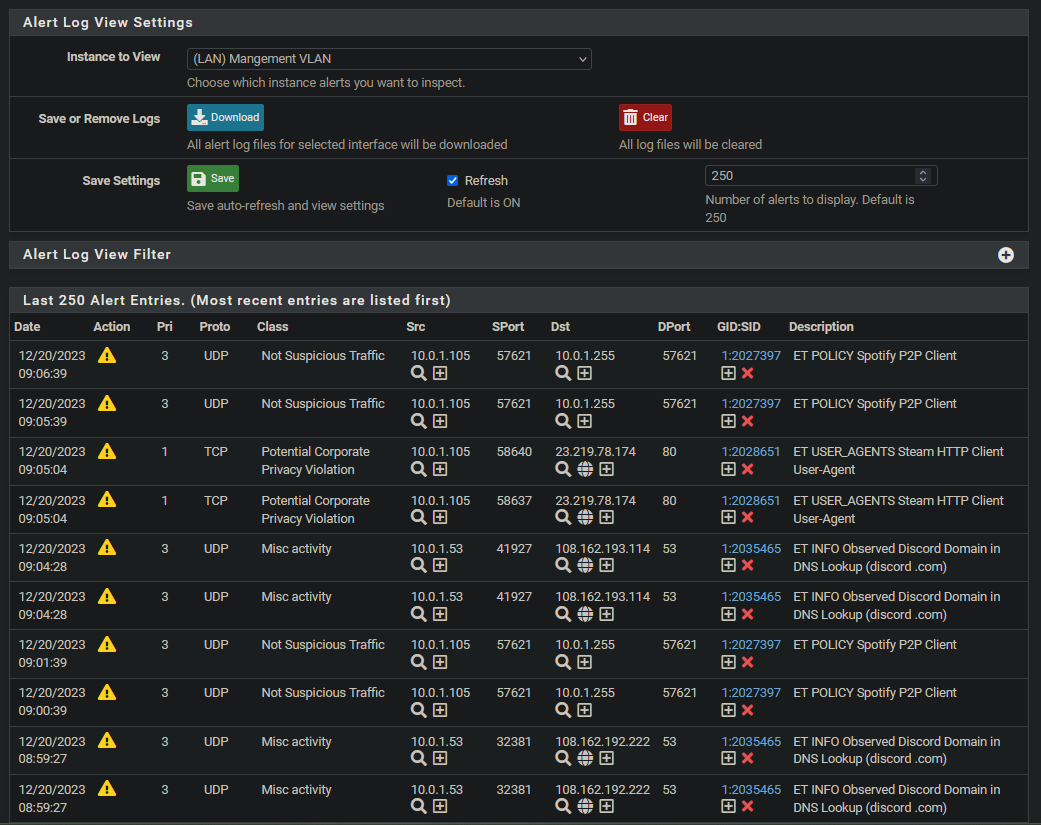 Alert Log View Settings
Instance to View
(LAN) Mangement VLAN
Choose which instance alerts you want to inspect.
Save or Remove Logs
Download
Clear
All alert log files for selected interface will be downloaded
All log files will be cleared
Save Settings
Save
Refresh
250
Save auto-refresh and view settings
Default is ON
Number of alerts to display. Default is
250
Alert Log View Filter
Last 250 Alert Entries. (Most recent entries are listed first)
Date Action Pri Proto Class Src SPort Dst DPort GID:SID Description
12/20/2023 3 UDP Not Suspicious Traffic 10.0.1.105 57621 10.0.1.255 57621 1:2027397 ET POLICY Spotify P2P Client
09:06:39
12/20/2023 3 UDP Not Suspicious Traffic 10.0.1.105 57621 10.0.1.255 57621 1:2027397 ET POLICY Spotify P2P Client
09:05:39
12/20/2023 1 TCP Potential Corporate 10.0.1.105 58640 23.219.78.174 80 1:2028651 ET USER_AGENTS Steam HTTP Client
09:05:04 Privacy Violation User-Agent
12/20/2023 1 TCP Potential Corporate 10.0.1.105 58637 23.219.78.174 80 1:2028651 ET USER_AGENTS Steam HTTP Client
09:05:04 Privacy Violation User-Agent
12/20/2023 3 UDP Misc activity 10.0.1.53 41927 108.162.193.114 53 1:2035465 ET INFO Observed Discord Domain in
09:04:28 DNS Lookup (discord .com)
12/20/2023 3 UDP Misc activity 10.0.1.53 41927 108.162.193.114 53 1:2035465 ET INFO Observed Discord Domain in
09:04:28 DNS Lookup (discord .com)
12/20/2023 3 UDP Not Suspicious Traffic 10.0.1.105 57621 10.0.1.255 57621 1:2027397 ET POLICY Spotify P2P Client
09:01:39
12/20/2023 3 UDP Not Suspicious Traffic 10.0.1.105 57621 10.0.1.255 57621 1:2027397 ET POLICY Spotify P2P Client
09:00:39
12/20/2023 3 UDP Misc activity 10.0.1.53 32381 108.162.192.222 53 1:2035465 ET INFO Observed Discord Domain in
08:59:27 DNS Lookup (discord .com)
12/20/2023 3 UDP Misc activity 10.0.1.53 32381 108.162.192.222 53 1:2035465 ET INFO Observed Discord Domain in
08:59:27 DNS Lookup (discord .com)